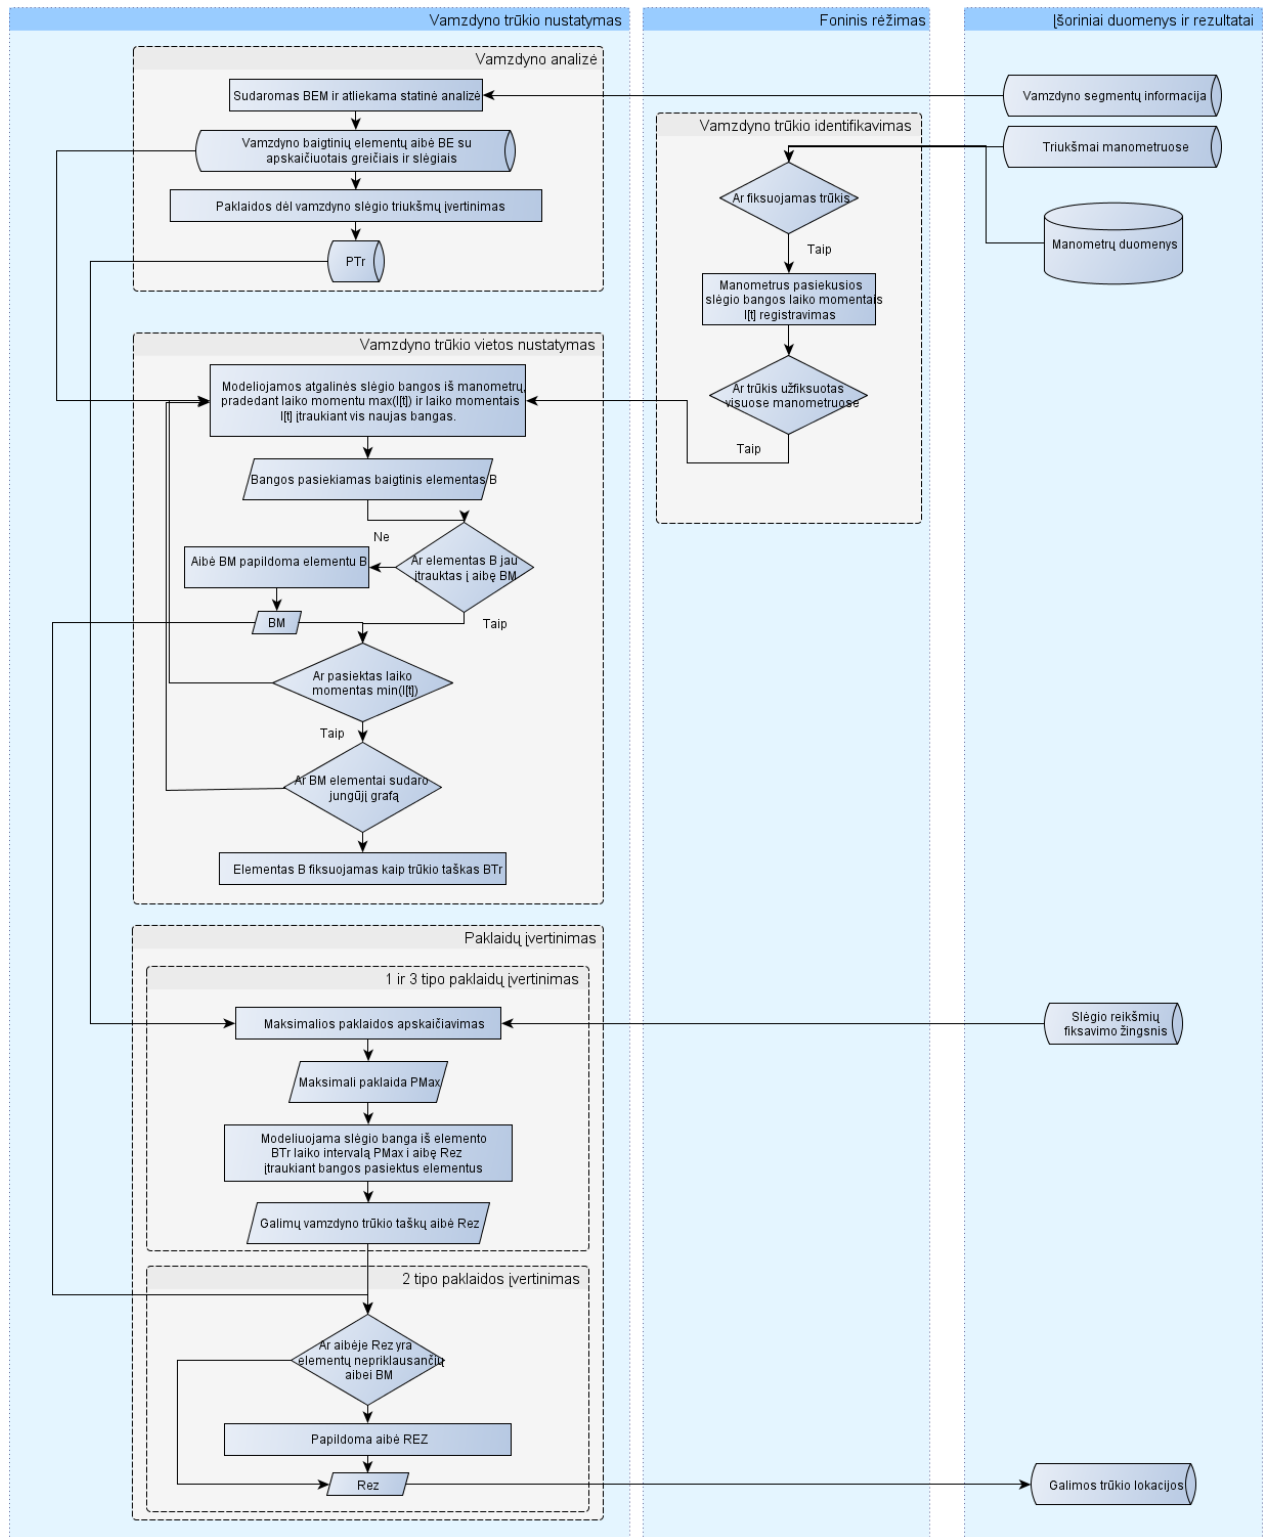 Vamzdyno trūkio nustatymas
Foninis rėžimas
Įšoriniai duomenys ir rezultatai
Vamzdyno analizė
Sudaromas BEM ir atliekama statinė analizė
Vamzdyno baigtinių elementų aibė BE su
apskaičiuotais greičiais ir slėgiais
Paklaidos dėl vamzdyno slėgio triukšmų įvertinimas
PTr
Vamzdyno trūkio identifikavimas
Ar fiksuojamas trūkis
Taip
Manometrus pasiekusios
slėgio bangos laiko momentais
l[t] registravimas
Ar trūkis užfiksuotas
visuose manometruose
Taip
Vamzdyno segmentų informacija
Triukšmai manometruose
Manometrų duomenys
Vamzdyno trūkio vietos nustatymas
Modeliojamos atgalinės slėgio bangos iš manometrų,
pradedant laiko momentu max(l[t]) ir laiko momentais
l[t] įtraukiant vis naujas bangas.
Bangos pasiekiamas baigtinis elementas B
Ne
Ar elementas B jau
įtrauktas į aibę BM
Aibė BM papildoma elementu B
BM
Taip
Ar pasiektas laiko
momentas min(l[t])
Taip
Ar BM elementai sudaro
jungųjį grafą
Elementas B fiksuojamas kaip trūkio taškas BTr
Paklaidų įvertinimas
1 ir 3 tipo paklaidų įvertinimas
Maksimalios paklaidos apskaičiavimas
Slėgio reikšmių
fiksavimo žingsnis
Maksimali paklaida PMax
Modeliuojama slėgio banga iš elemento
BTr laiko intervalą PMax i aibę Rez
įtraukiant bangos pasiektus elementus
Galimų vamzdyno trūkio taškų aibė Rez
2 tipo paklaidos įvertinimas
Ar aibėje Rez yra
elementų nepriklausančių
aibei BM
Papildoma aibė REZ
Rez
Galimos trūkio lokacijos